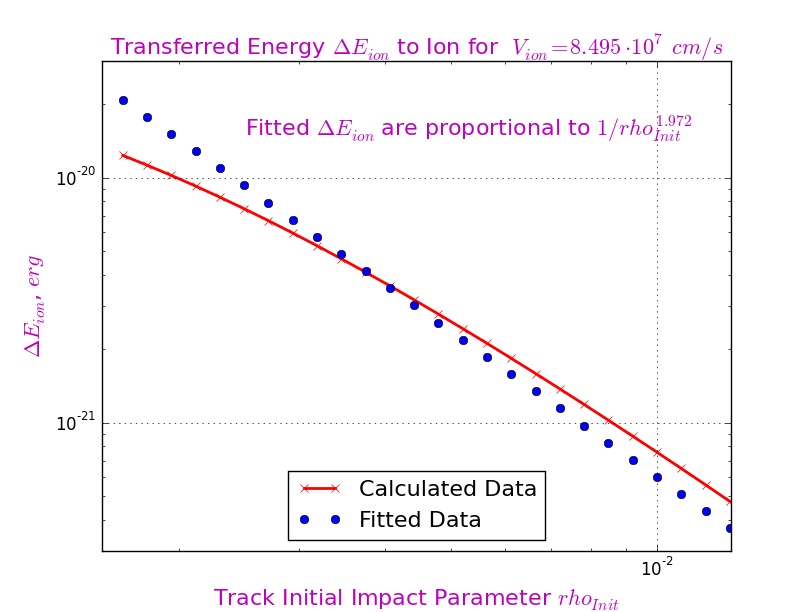 Transferred Energy ΔE_ion to Ion for V_ion=8.495·10^7 cm/s
Fitted ΔE_ion are proportional to 1/rho_Init^1.972
10^-20
ΔE_ion, erg
10^-21
Calculated Data
Fitted Data
10^-2
Track Initial Impact Parameter rho_Init